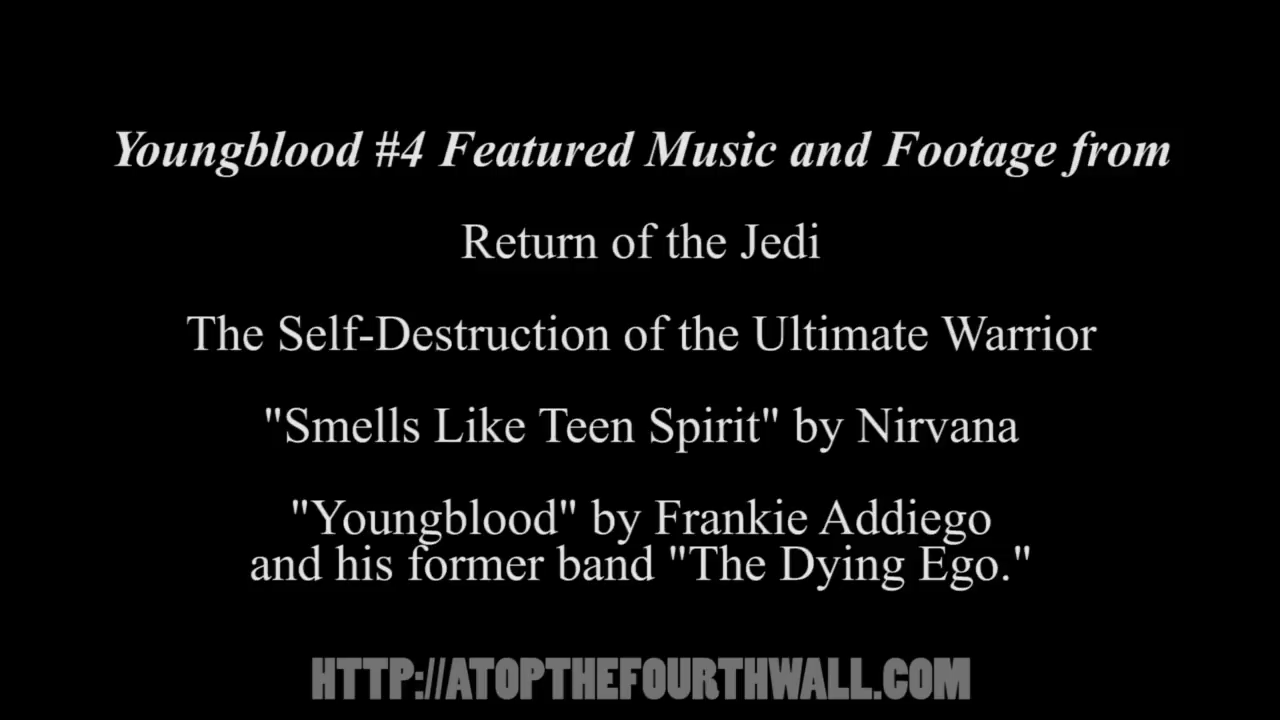 Youngblood #4 Featured Music and Footage from
Return of the Jedi
The Self-Destruction of the Ultimate Warrior
"Smells Like Teen Spirit" by Nirvana
"Youngblood" by Frankie Addiego
and his former band "The Dying Ego."
HTTP://ATOPTHEFOURTHWALL.COM